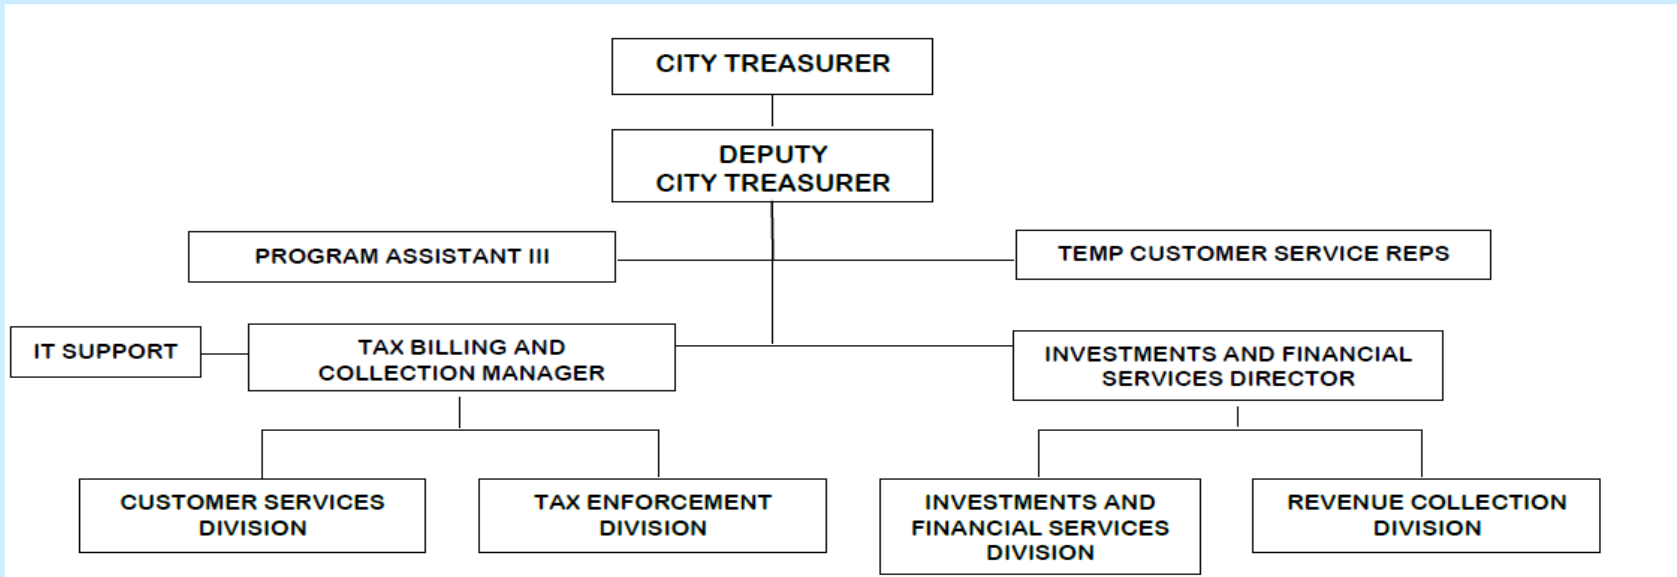 CITY TREASURER
DEPUTY
CITY TREASURER
PROGRAM ASSISTANT III
TEMP CUSTOMER SERVICE REPS
IT SUPPORT
TAX BILLING AND
COLLECTION MANAGER
INVESTMENTS AND FINANCIAL
SERVICES DIRECTOR
CUSTOMER SERVICES
DIVISION
TAX ENFORCEMENT
DIVISION
INVESTMENTS AND
FINANCIAL SERVICES
DIVISION
REVENUE COLLECTION
DIVISION